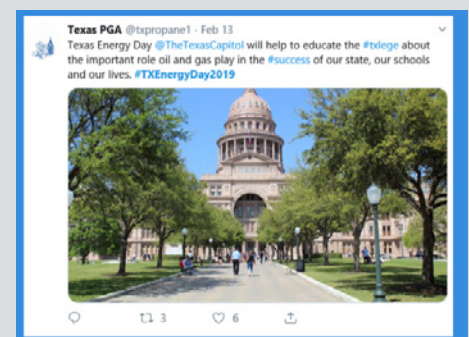 Texas PGA @txpropane1 · Feb 13
Texas Energy Day @TheTexasCapitol will help to educate the #txlege about
the important role oil and gas play in the #success of our state, our schools
and our lives. #TXEnergyDay2019
3 6